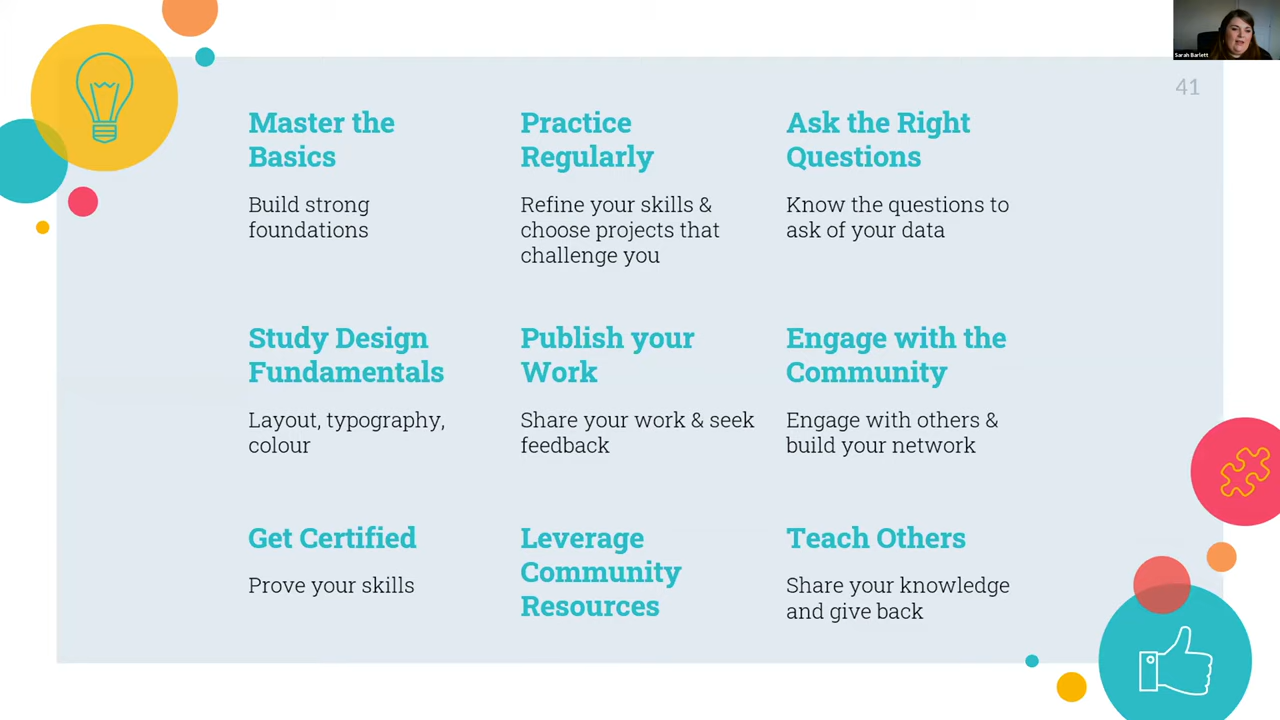 Sarah Barlett
41
Master the
Basics
Build strong
foundations
Practice
Regularly
Refine your skills &
choose projects that
challenge you
Ask the Right
Questions
Know the questions to
ask of your data
Study Design
Fundamentals
Layout, typography,
colour
Publish your
Work
Share your work & seek
feedback
Engage with the
Community
Engage with others &
build your network
Get Certified
Prove your skills
Leverage
Community
Resources
Teach Others
Share your knowledge
and give back